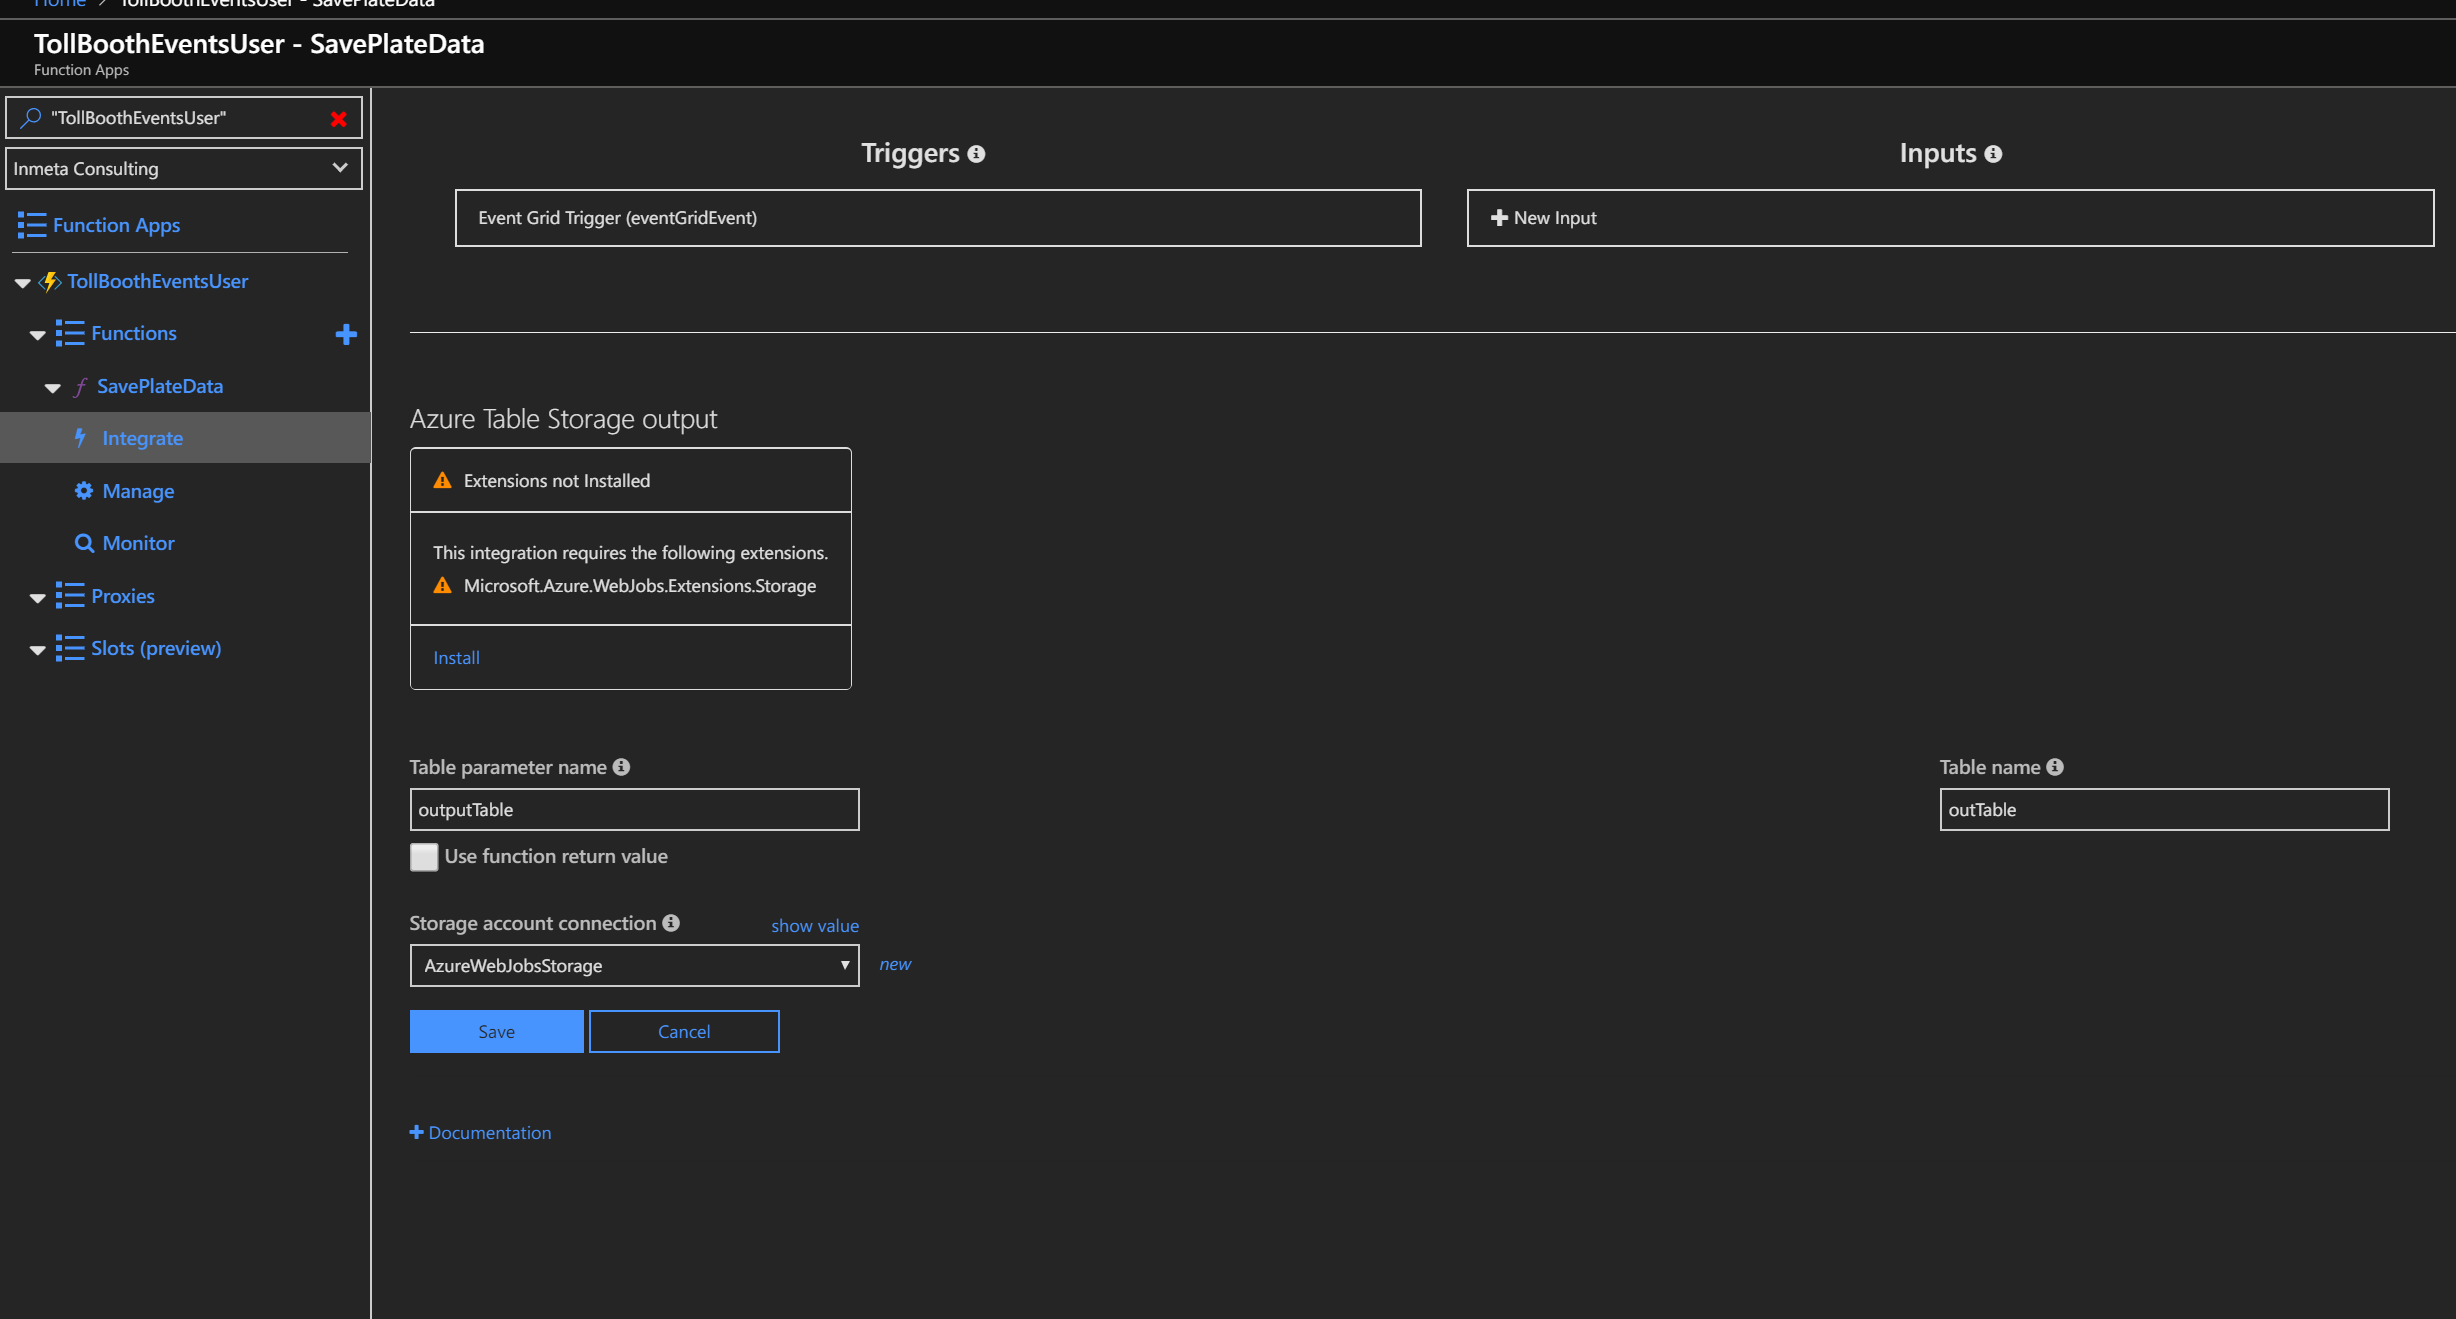 Home > TollBoothEventsUser - SavePlateData
TollBoothEventsUser - SavePlateData
Function Apps
"TollBoothEventsUser"
Inmeta Consulting
Function Apps
TollBoothEventsUser
Functions
SavePlateData
Integrate
Manage
Monitor
Proxies
Slots (preview)
Triggers
Inputs
Event Grid Trigger (eventGridEvent)
New Input
Azure Table Storage output
Extensions not Installed
This integration requires the following extensions.
Microsoft.Azure.WebJobs.Extensions.Storage
Install
Table parameter name
Table name
outputTable
outTable
Use function return value
Storage account connection
show value
AzureWebJobsStorage
new
Save
Cancel
Documentation